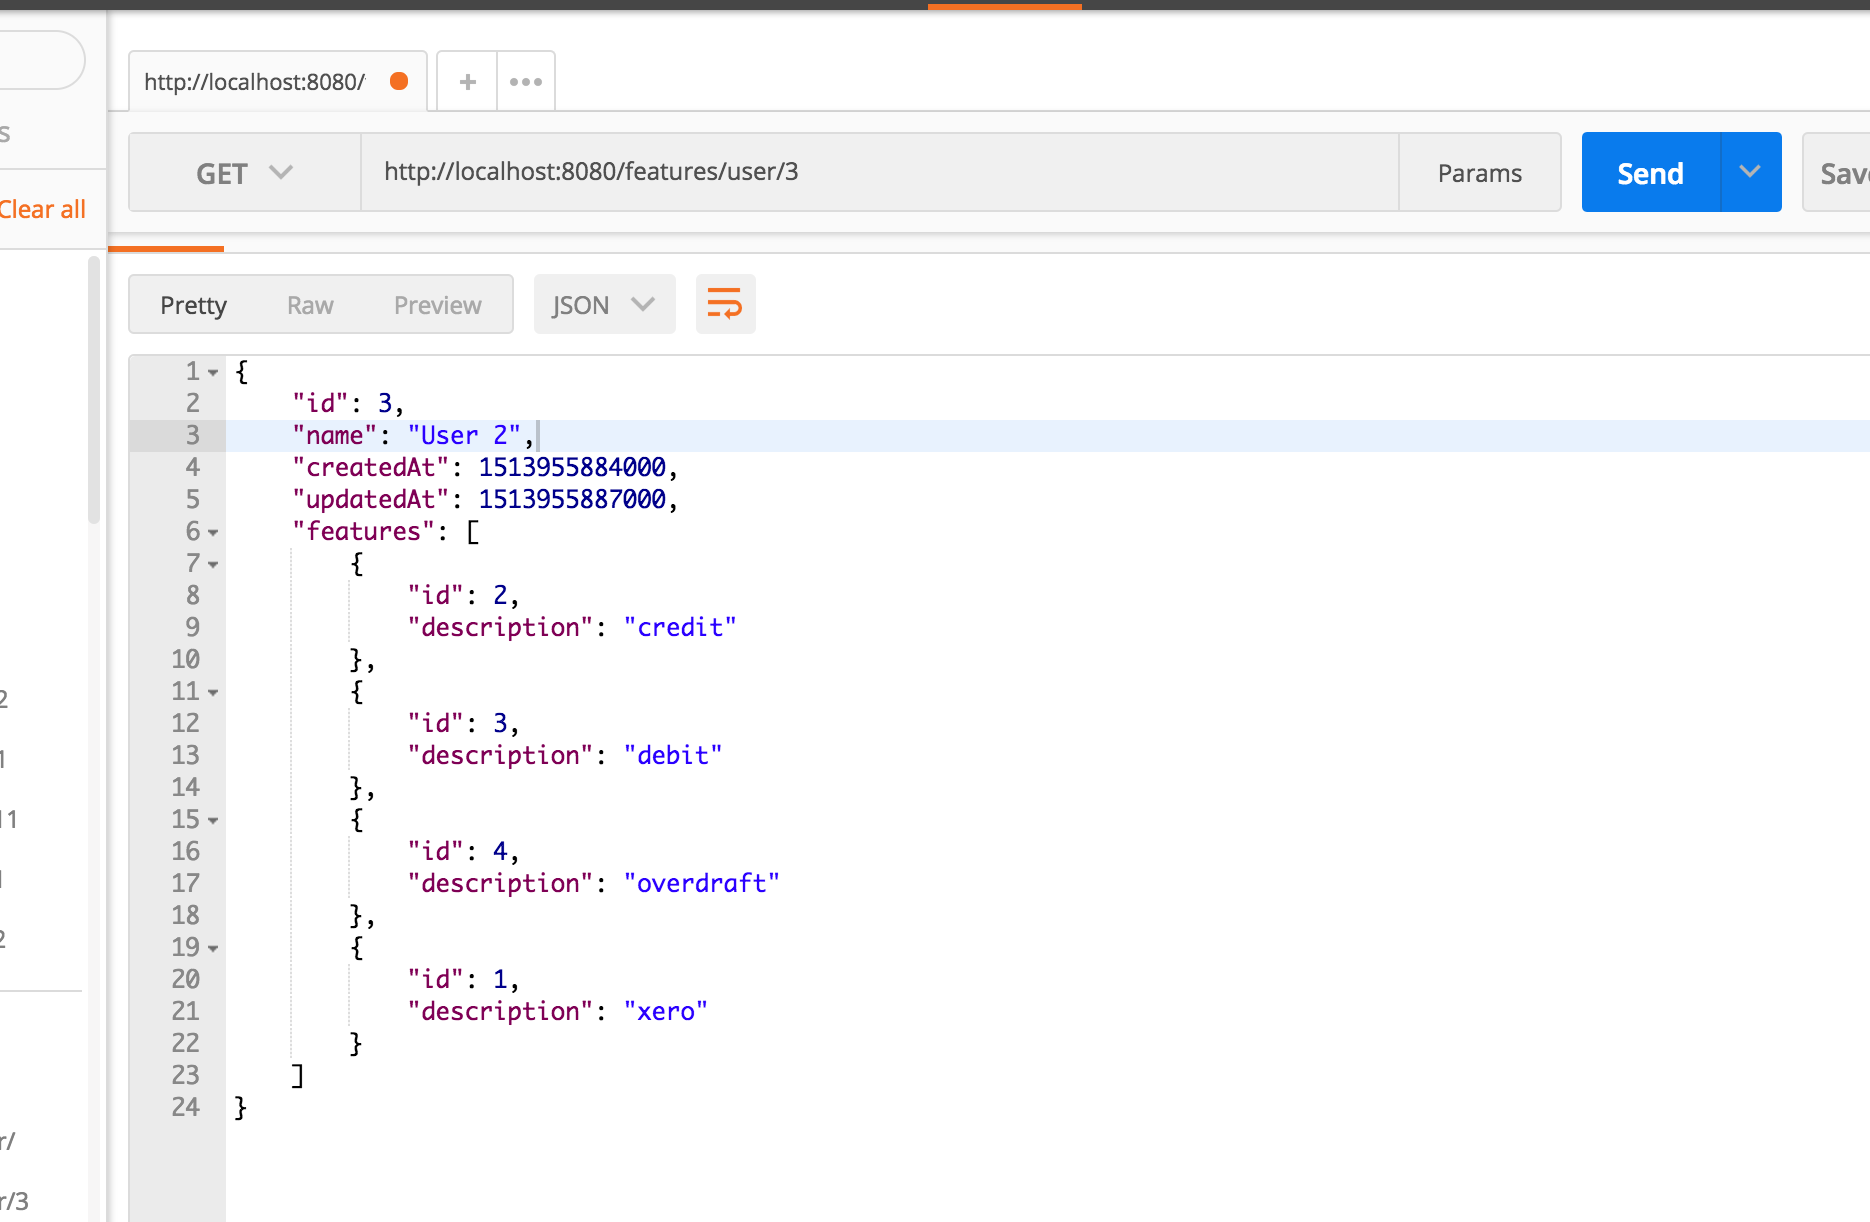 http://localhost:8080/
s
GET http://localhost:8080/features/user/3 Params Send
Clear all
Pretty Raw Preview JSON
1 {
2 "id": 3,
3 "name": "User 2",
4 "createdAt": 1513955884000,
5 "updatedAt": 1513955887000,
6 "features": [
7 {
8 "id": 2,
9 "description": "credit"
10 },
11 {
12 "id": 3,
13 "description": "debit"
14 },
15 {
16 "id": 4,
17 "description": "overdraft"
18 },
19 {
20 "id": 1,
21 "description": "xero"
22 }
23 ]
24 }
2
1
11
2
r/
r/3